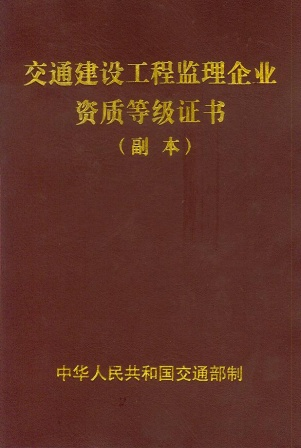 交通建设工程监理企业
资质等级证书
（副 本）
中华人民共和国交通部制